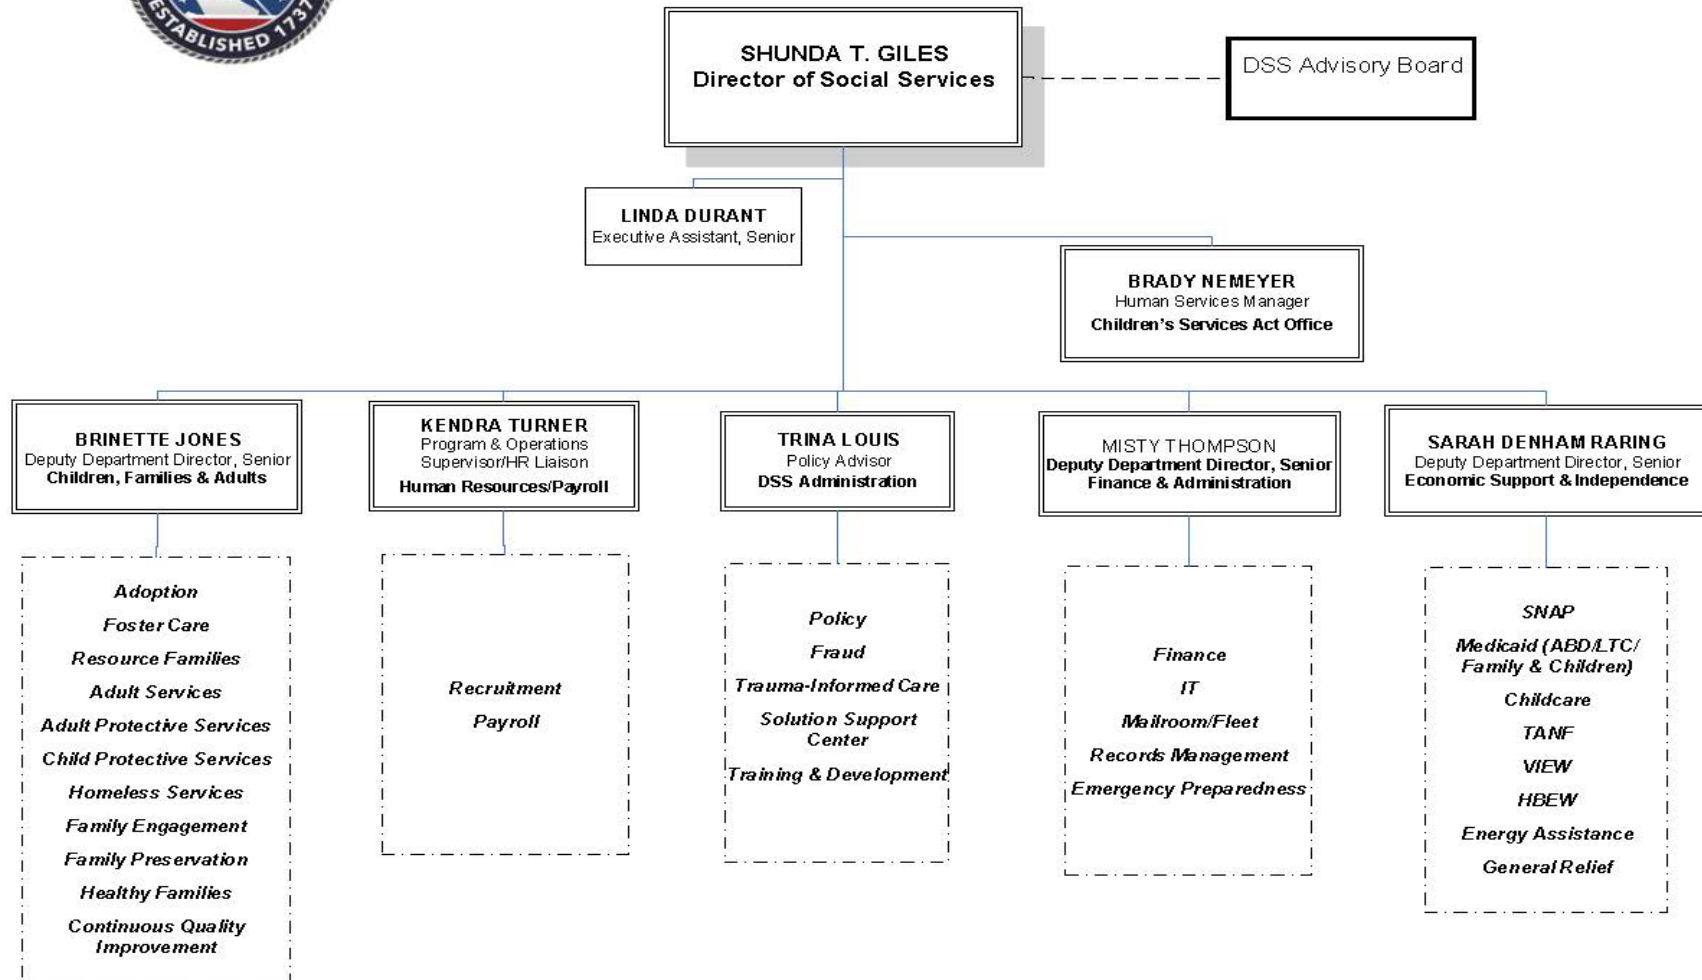 ESTABLISHED 1737
SHUNDA T. GILES
Director of Social Services
DSS Advisory Board
LINDA DURANT
Executive Assistant, Senior
BRADY NEMEYER
Human Services Manager
Children's Services Act Office
BRINETTE JONES
Deputy Department Director, Senior
Children, Families & Adults
KENDRA TURNER
Program & Operations
Supervisor/HR Liaison
Human Resources/Payroll
TRINA LOUIS
Policy Advisor
DSS Administration
MISTY THOMPSON
Deputy Department Director, Senior
Finance & Administration
SARAH DENHAM RARING
Deputy Department Director, Senior
Economic Support & Independence
Adoption
Foster Care
Resource Families
Adult Services
Adult Protective Services
Child Protective Services
Homeless Services
Family Engagement
Family Preservation
Healthy Families
Continuous Quality
Improvement
Recruitment
Payroll
Policy
Fraud
Trauma-Informed Care
Solution Support
Center
Training & Development
Finance
IT
Mailroom/Fleet
Records Management
Emergency Preparedness
SNAP
Medicaid (ABD/LTC/
Family & Children)
Childcare
TANF
VIEW
HBEW
Energy Assistance
General Relief